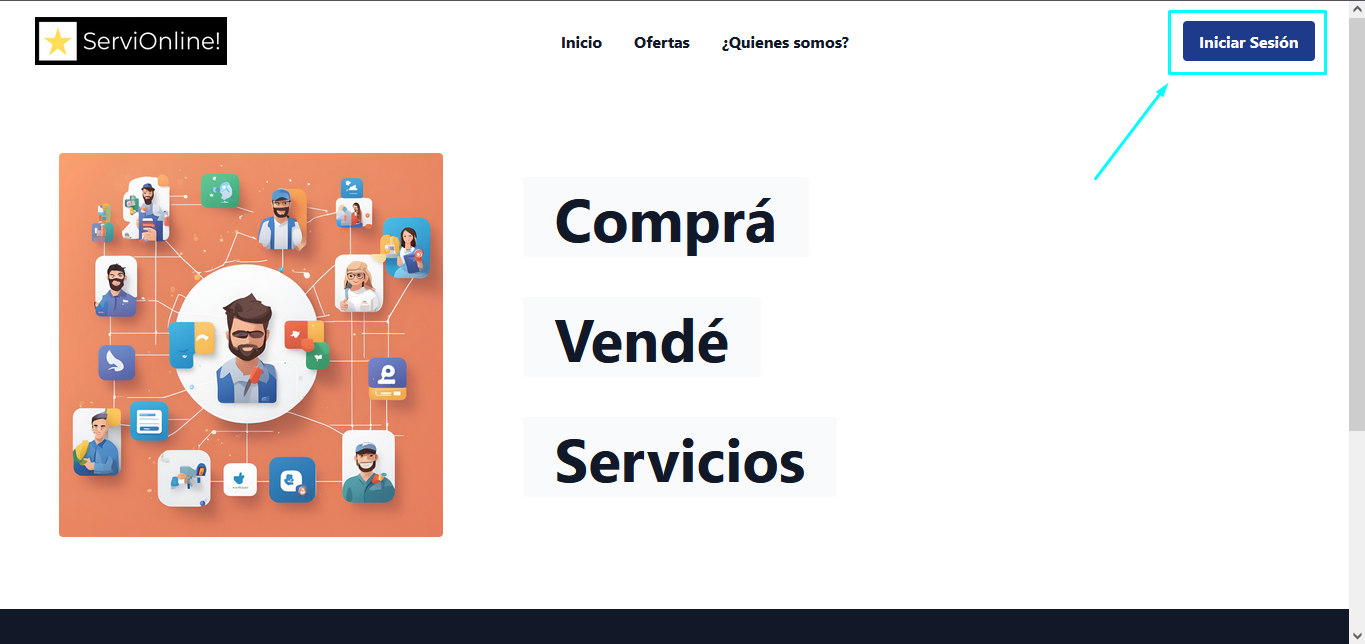 ServiOnline!
Inicio
Ofertas
¿Quienes somos?
Iniciar Sesión
Comprá
Vendé
Servicios